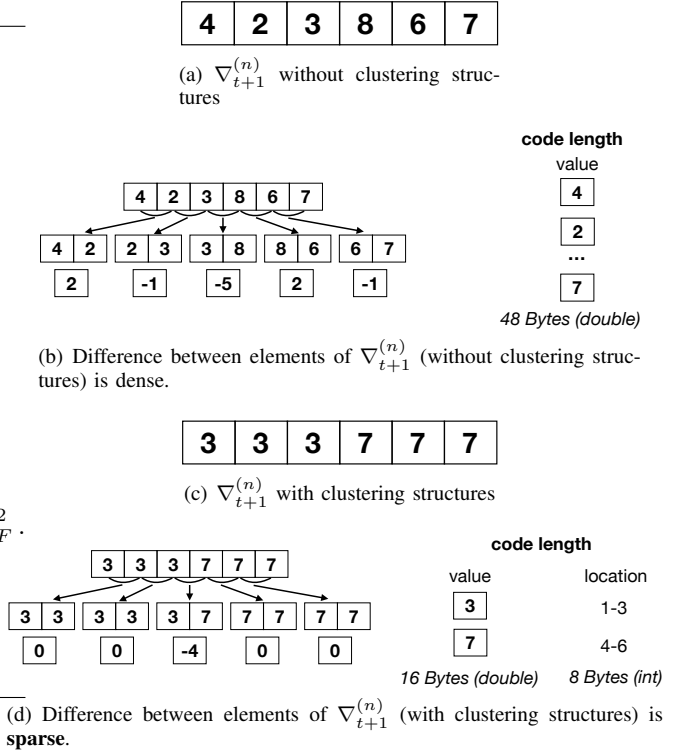 4 2 3 8 6 7
(a) ∇_{t+1}^{(n)} without clustering struc-
tures
code length
value
4
2
...
7
48 Bytes (double)
4 2 3 8 6 7
4 2 2 3 3 8 8 6 6 7
2 -1 -5 2 -1
(b) Difference between elements of ∇_{t+1}^{(n)} (without clustering struc-
tures) is dense.
3 3 3 7 7 7
(c) ∇_{t+1}^{(n)} with clustering structures
2
F .
3 3 3 7 7 7
3 3 3 3 3 7 7 7 7 7
0 0 -4 0 0
code length
value location
3 1-3
7 4-6
16 Bytes (double) 8 Bytes (int)
(d) Difference between elements of ∇_{t+1}^{(n)} (with clustering structures) is
sparse.